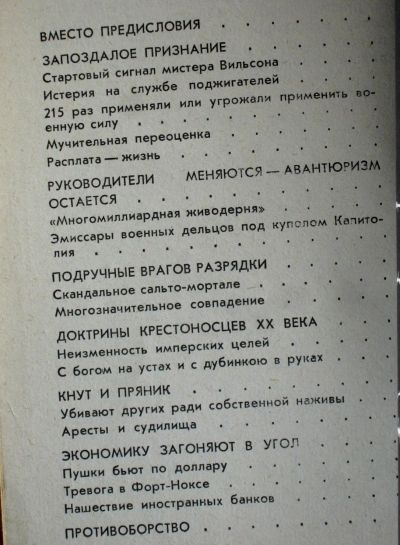 ВМЕСТО ПРЕДИСЛОВИЯ . . . . .
ЗАПОЗДАЛОЕ ПРИЗНАНИЕ . . . .
Стартовый сигнал мистера Вильсона . . .
Истерия на службе поджигателей . . . .
215 раз применяли или угрожали применить во-
енную силу . . . . . . . .
Мучительная переоценка . . . . .
Расплата — жизнь . . . . . .
РУКОВОДИТЕЛИ МЕНЯЮТСЯ — АВАНТЮРИЗМ
ОСТАЕТСЯ . . . . . . . .
«Многомиллиардная живодерня» . . . .
Эмиссары военных дельцов под куполом Капито-
лия . . . . . . . . .
ПОДРУЧНЫЕ ВРАГОВ РАЗРЯДКИ . . .
Скандальное сальто-мортале . . . .
Многозначительное совпадение . . . .
ДОКТРИНЫ КРЕСТОНОСЦЕВ XX ВЕКА . .
Неизменность имперских целей . . . .
С богом на устах и с дубинкою в руках . .
КНУТ И ПРЯНИК . . . . . .
Убивают других ради собственной наживы . .
Аресты и судилища . . . . . .
ЭКОНОМИКУ ЗАГОНЯЮТ В УГОЛ . . .
Пушки бьют по доллару . . . . .
Тревога в Форт-Ноксе . . . . .
Нашествие иностранных банков . . . .
ПРОТИВОБОРСТВО . . . . . .